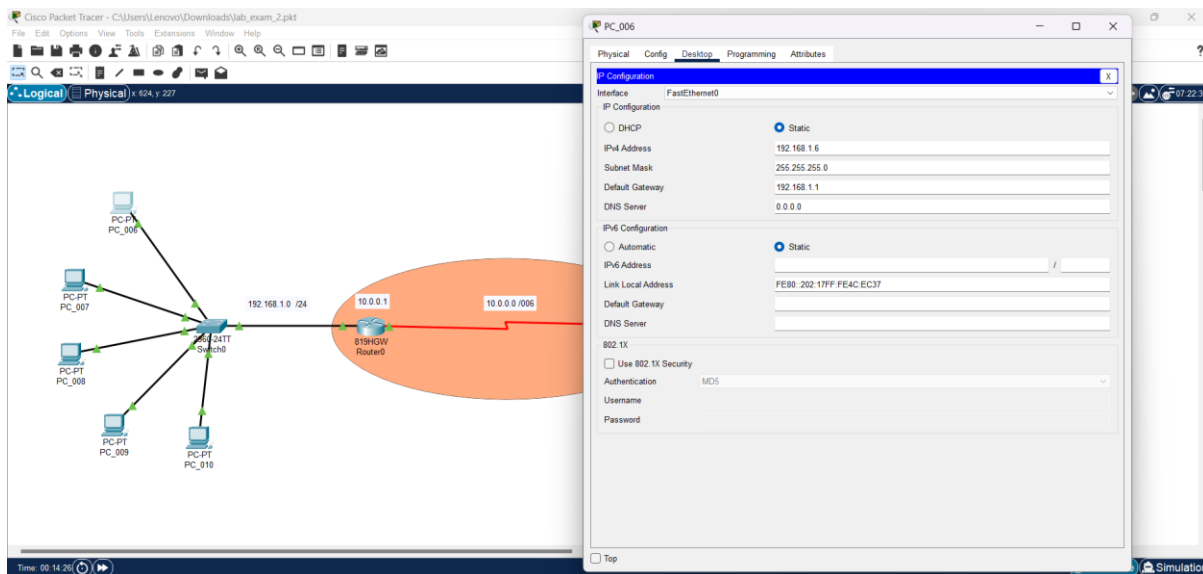 Cisco Packet Tracer - C:\Users\Lenovo\Downloads\lab_exam_2.pkt
File Edit Options View Tools Extensions Window Help
Logical Physical x: 624, y: 227
PC-PT
PC_006
PC-PT
PC_007
192.168.1.0 /24
10.0.0.1
10.0.0.0 /006
2960-24TT
Switch0
819HGW
Router0
PC-PT
PC_008
PC-PT
PC_009
PC-PT
PC_010
Time: 00:14:26
PC_006
Physical Config Desktop Programming Attributes
IP Configuration X
Interface FastEthernet0
IP Configuration
DHCP Static
IPv4 Address 192.168.1.6
Subnet Mask 255.255.255.0
Default Gateway 192.168.1.1
DNS Server 0.0.0.0
IPv6 Configuration
Automatic Static
IPv6 Address /
Link Local Address FE80::202:17FF:FE4C:EC37
Default Gateway
DNS Server
802.1X
Use 802.1X Security
Authentication MD5
Username
Password
Top
?
07:22:3
Simulatio